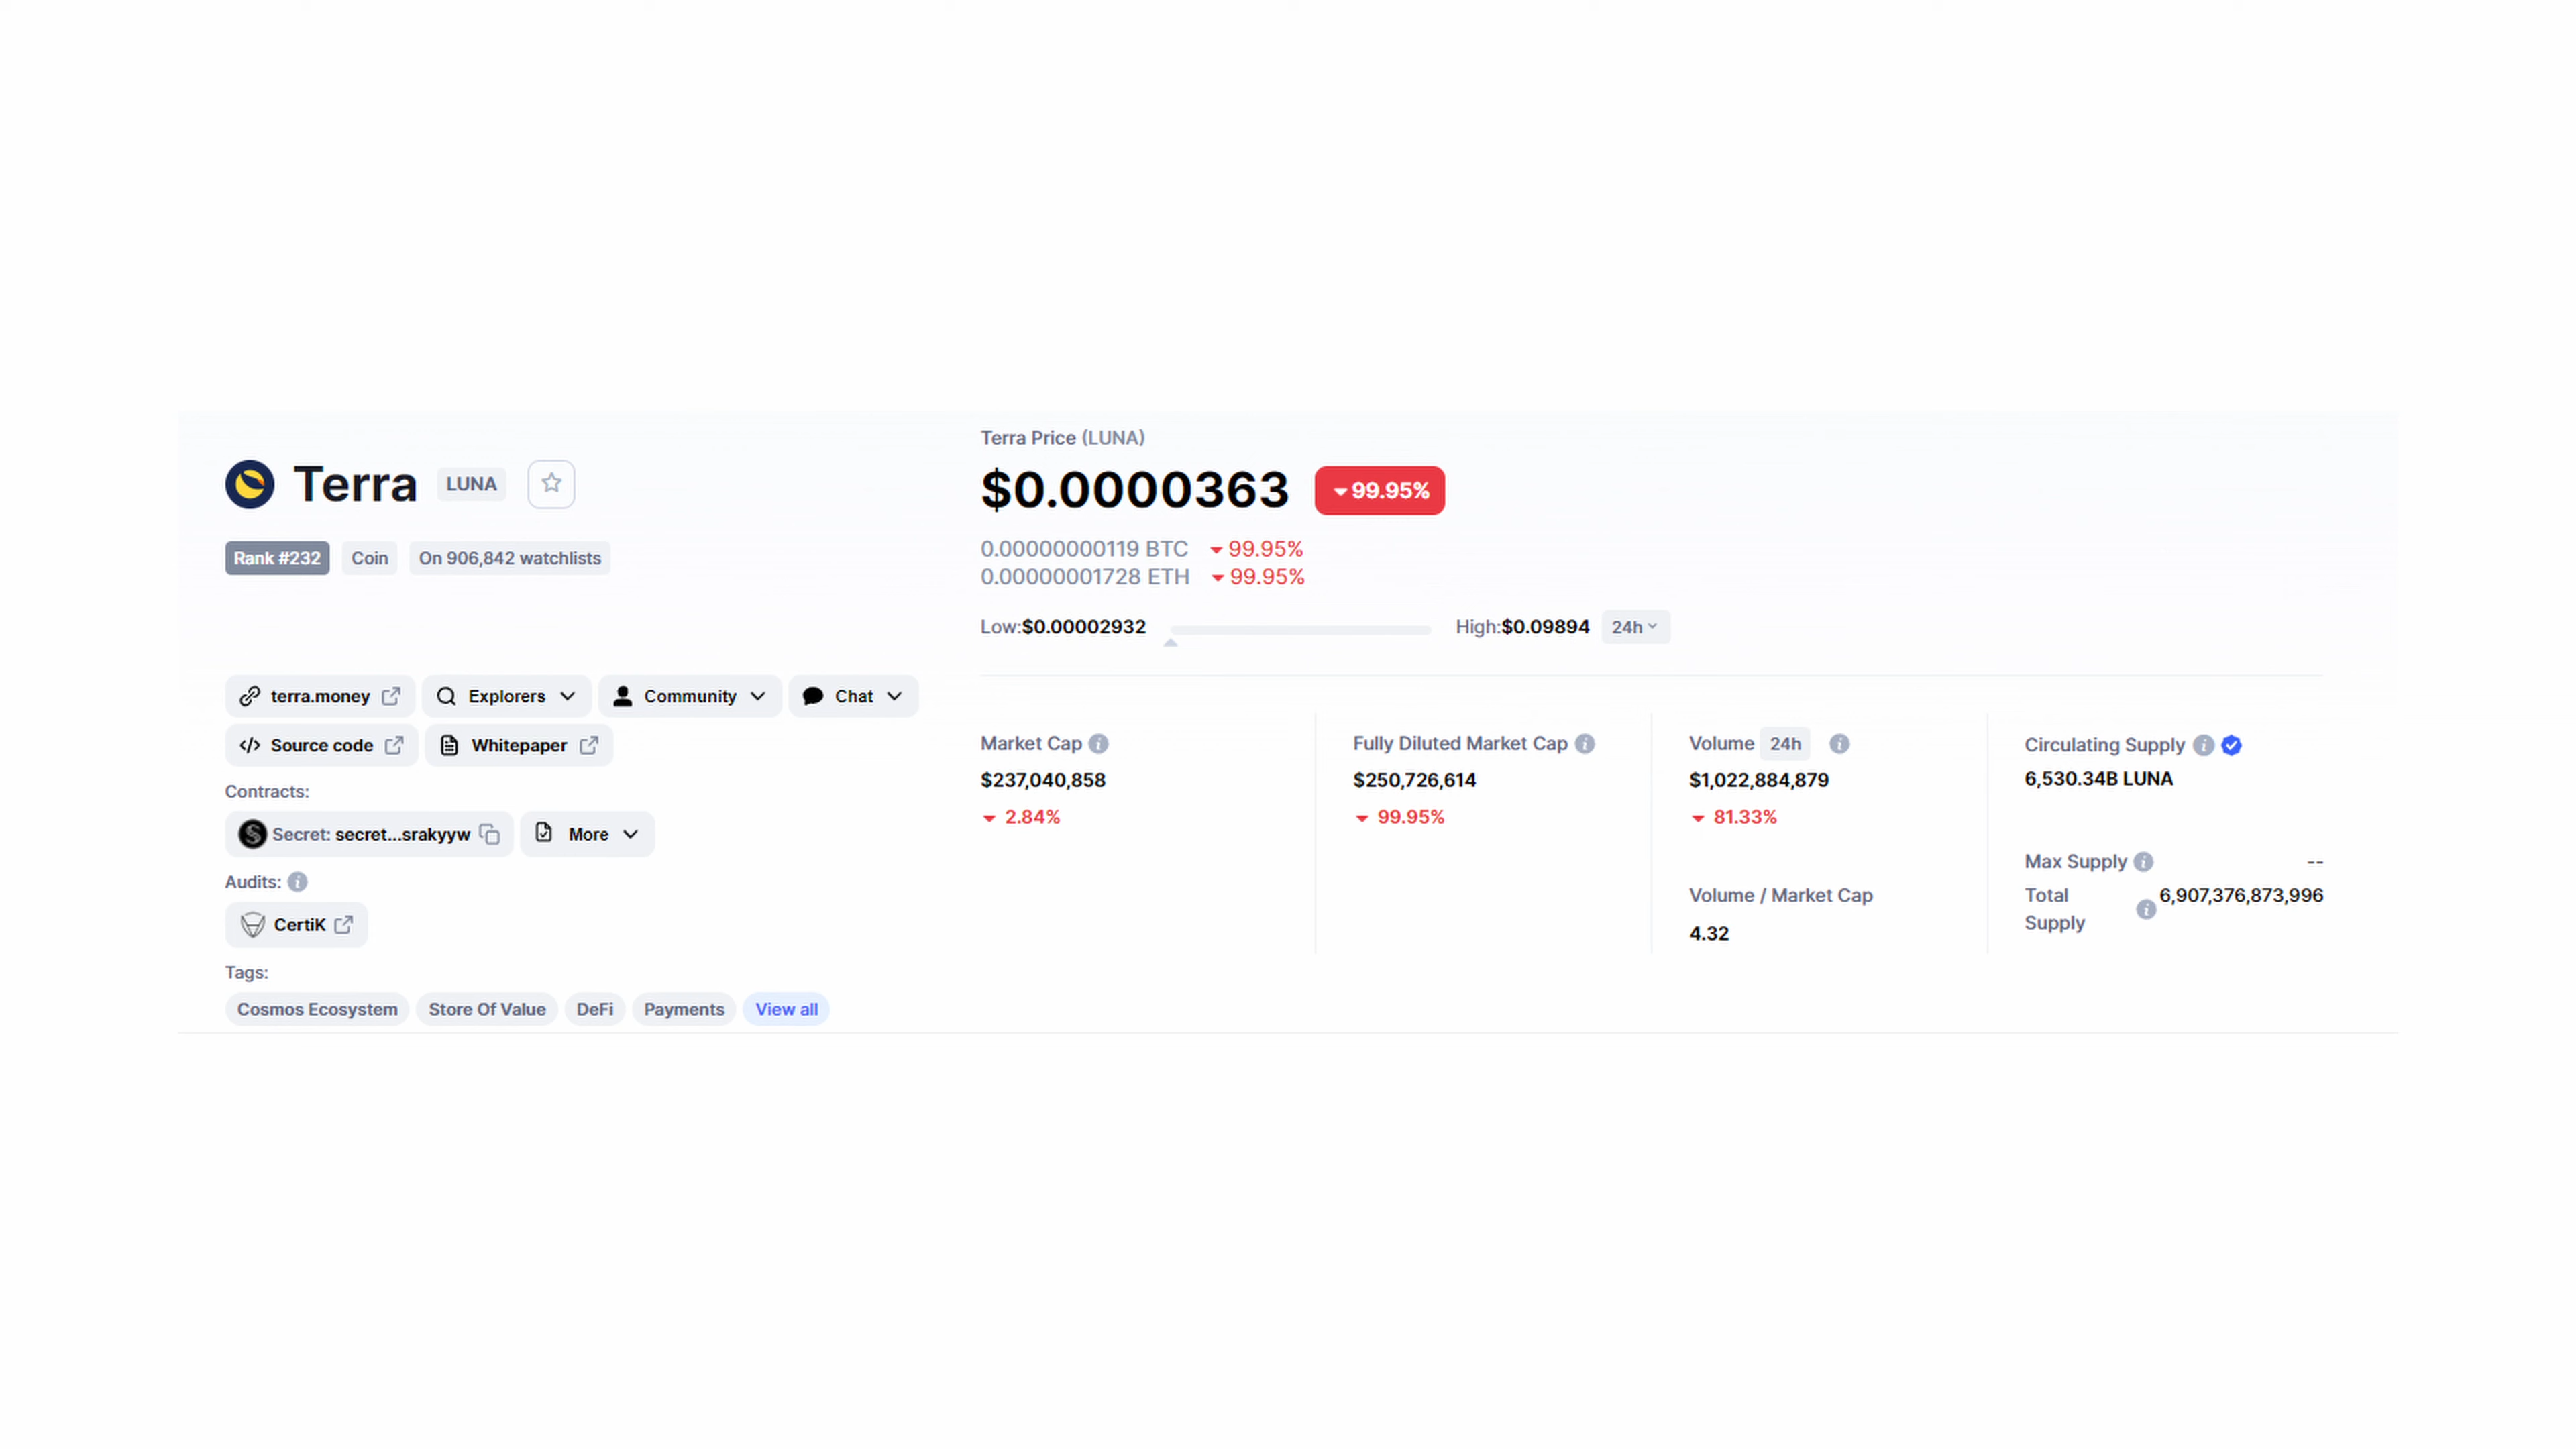 Terra LUNA
Rank #232 Coin On 906,842 watchlists
terra.money Explorers Community Chat
Source code Whitepaper
Contracts:
Secret: secret...srakyyw More
Audits:
CertiK
Tags:
Cosmos Ecosystem Store Of Value DeFi Payments View all
Terra Price (LUNA)
$0.0000363 99.95%
0.00000000119 BTC 99.95%
0.00000001728 ETH 99.95%
Low:$0.00002932 High:$0.09894 24h
Market Cap
$237,040,858
2.84%
Fully Diluted Market Cap
$250,726,614
99.95%
Volume 24h
$1,022,884,879
81.33%
Volume / Market Cap
4.32
Circulating Supply
6,530.34B LUNA
Max Supply --
Total Supply 6,907,376,873,996